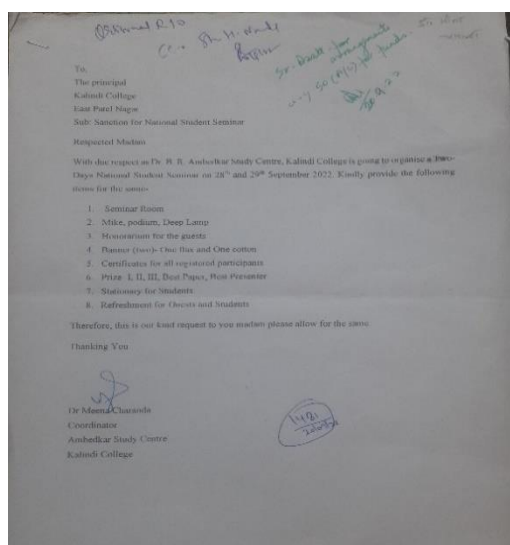 To,
The principal
Kalindi College
East Patel Nagar
Sub: Sanction for National Student Seminar
Respected Madam
With due respect as Dr. B. R. Ambedkar Study Centre, Kalindi College is going to organise a Two-
Days National Student Seminar on 28th and 29th September 2022. Kindly provide the following
items for the same-
1. Seminar Room
2. Mike, podium, Deep Lamp
3. Honorarium for the guests
4. Banner (two)- One flax and One cotton
5. Certificates for all registered participants
6. Prize I, II, III, Best Paper, Best Presenter
7. Stationary for Students
8. Refreshment for Guests and Students
Therefore, this is our kind request to you madam please allow for the same
Thanking You
Dr Meena Charanda
Coordinator
Ambedkar Study Centre
Kalindi College